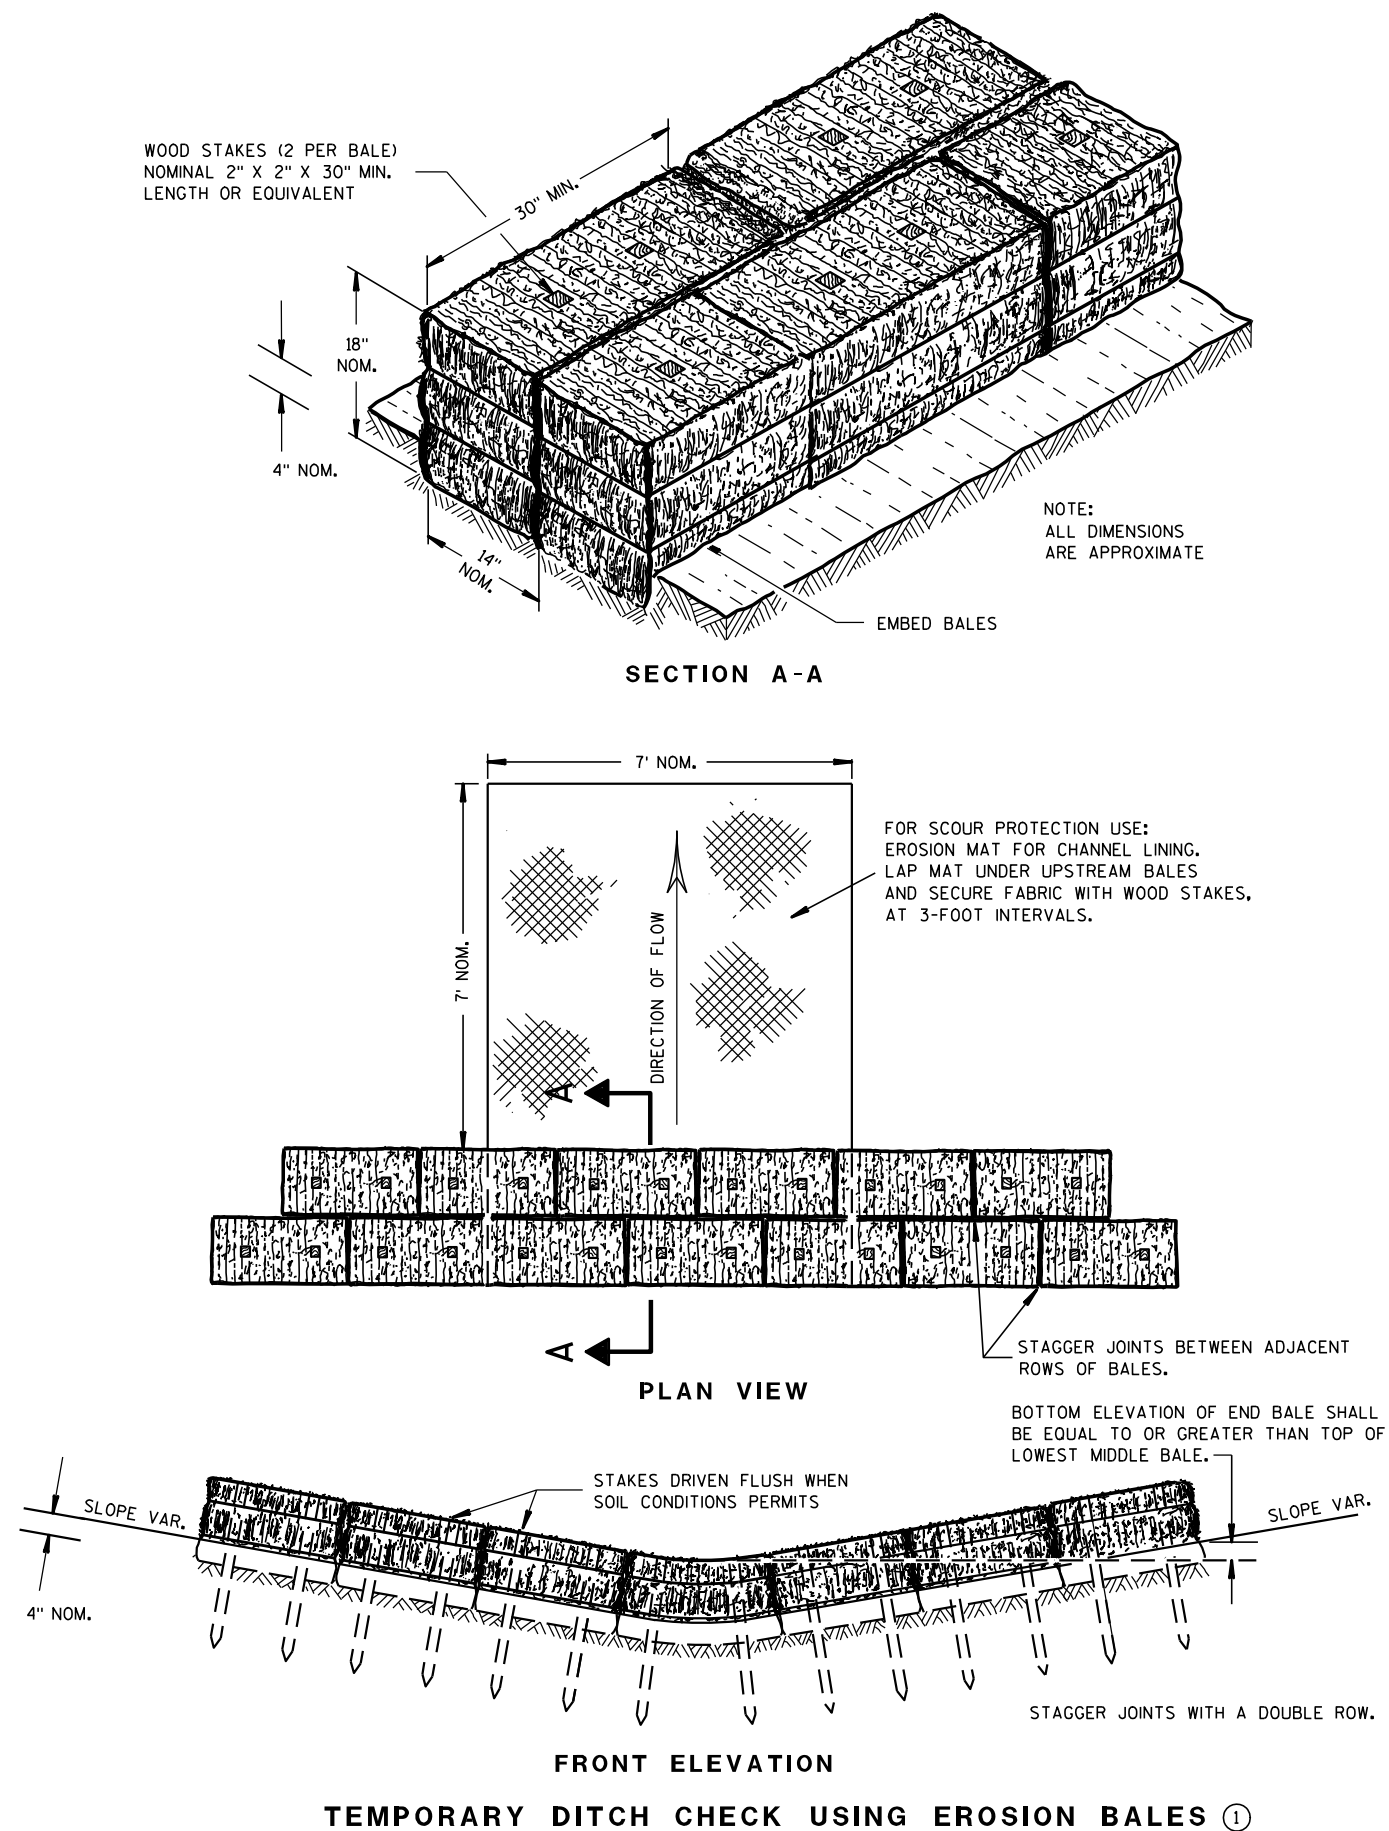 WOOD STAKES (2 PER BALE)
NOMINAL 2" X 2" X 30" MIN.
LENGTH OR EQUIVALENT
30" MIN.
18"
NOM.
4" NOM.
14"
NOM.
NOTE:
ALL DIMENSIONS
ARE APPROXIMATE
EMBED BALES
SECTION A-A
7' NOM.
7' NOM.
DIRECTION OF FLOW
FOR SCOUR PROTECTION USE:
EROSION MAT FOR CHANNEL LINING.
LAP MAT UNDER UPSTREAM BALES
AND SECURE FABRIC WITH WOOD STAKES,
AT 3-FOOT INTERVALS.
A
A
STAGGER JOINTS BETWEEN ADJACENT
ROWS OF BALES.
PLAN VIEW
BOTTOM ELEVATION OF END BALE SHALL
BE EQUAL TO OR GREATER THAN TOP OF
LOWEST MIDDLE BALE.
STAKES DRIVEN FLUSH WHEN
SOIL CONDITIONS PERMITS
SLOPE VAR.
SLOPE VAR.
4" NOM.
STAGGER JOINTS WITH A DOUBLE ROW.
FRONT ELEVATION
TEMPORARY DITCH CHECK USING EROSION BALES ①